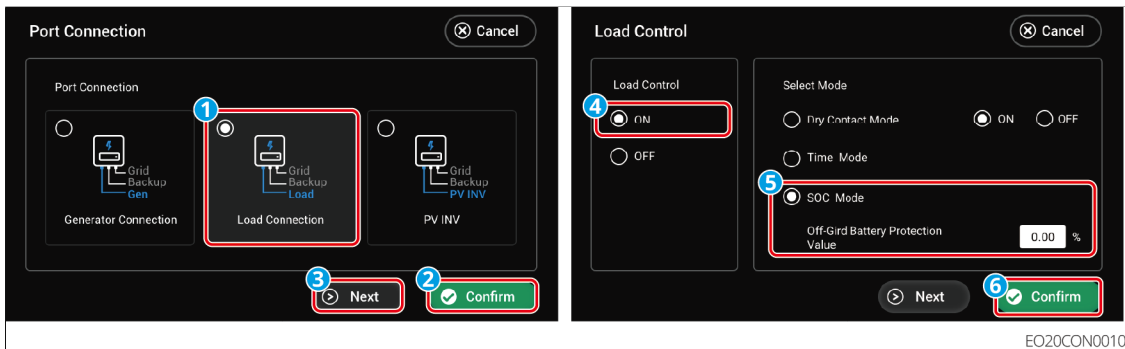 Port Connection
Cancel
Port Connection
1
Grid
Backup
Gen
Generator Connection
Grid
Backup
Load
Load Connection
Grid
Backup
PV INV
PV INV
3
Next
2
Confirm
Load Control
Cancel
Load Control
4
ON
OFF
Select Mode
Dry Contact Mode
ON
OFF
Time Mode
5
SOC Mode
Off-Gird Battery Protection
Value
0.00 %
Next
6
Confirm
EO20CON0010